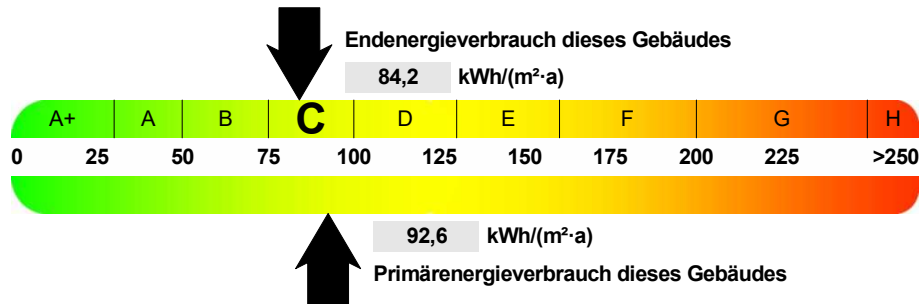 Endenergieverbrauch dieses Gebäudes
84,2 kWh/(m²·a)
A+ A B C D E F G H
0 25 50 75 100 125 150 175 200 225 >250
92,6 kWh/(m²·a)
Primärenergieverbrauch dieses Gebäudes